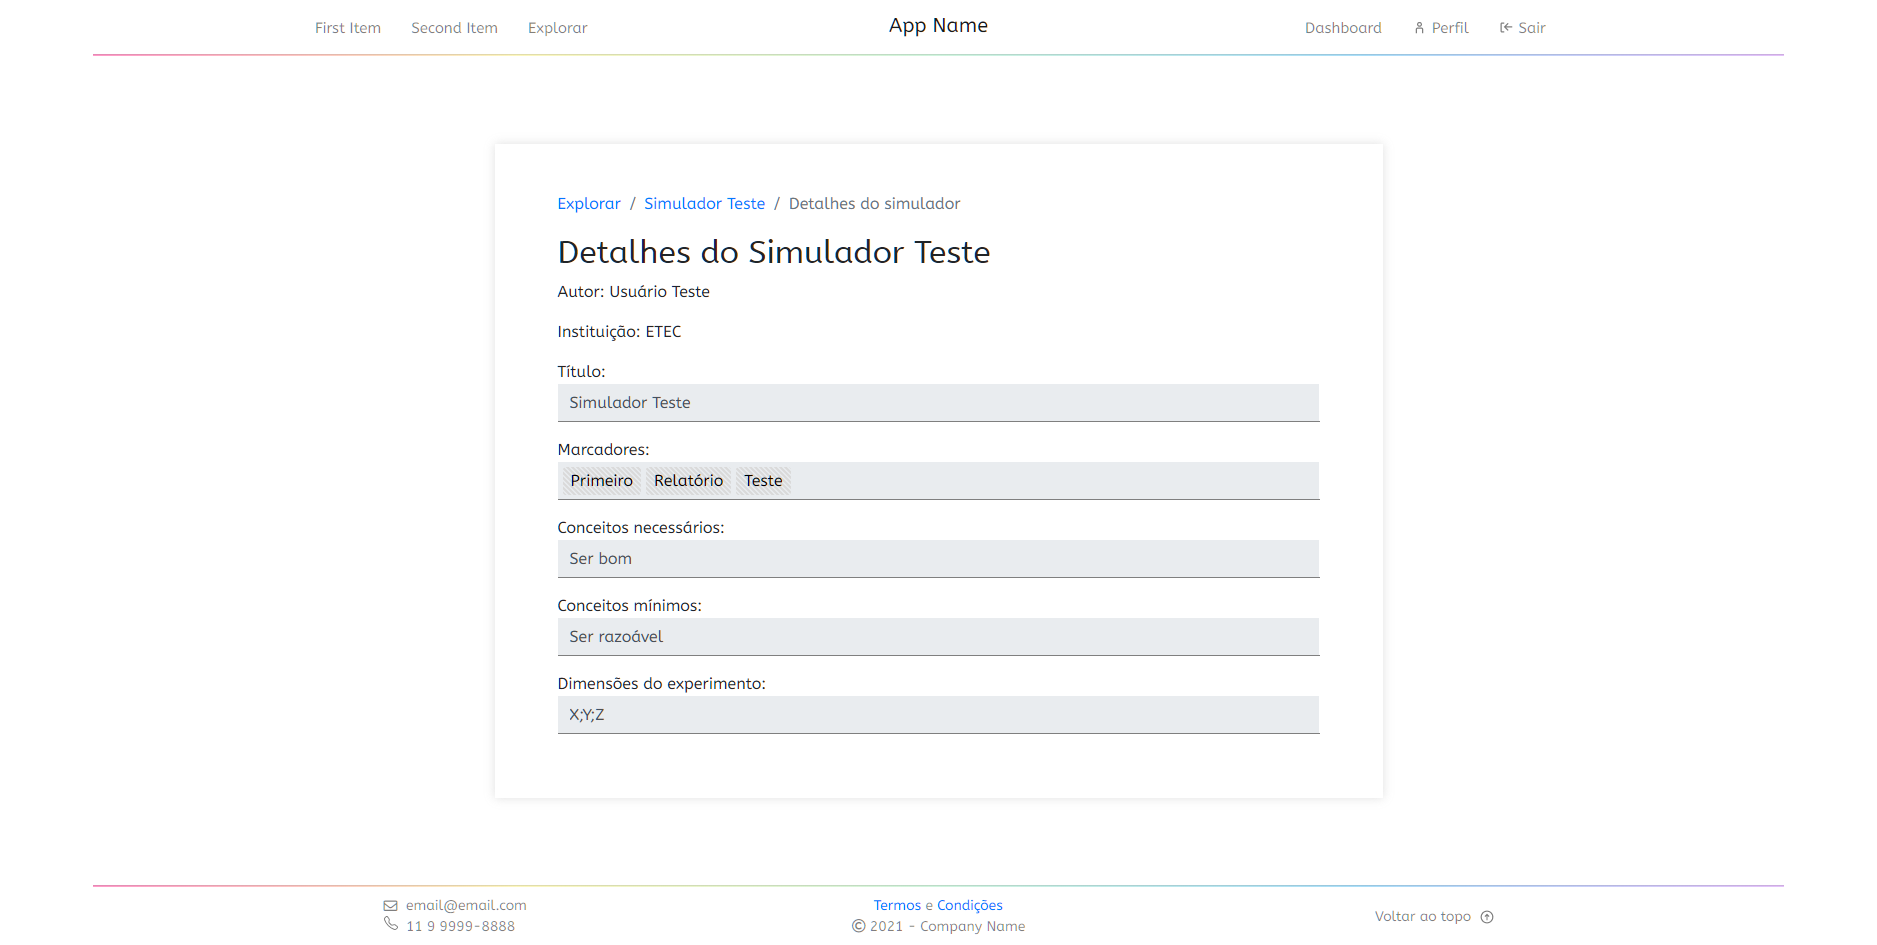 First Item Second Item Explorar App Name Dashboard Perfil Sair
Explorar / Simulador Teste / Detalhes do simulador
Detalhes do Simulador Teste
Autor: Usuário Teste
Instituição: ETEC
Título:
Simulador Teste
Marcadores:
Primeiro Relatório Teste
Conceitos necessários:
Ser bom
Conceitos mínimos:
Ser razoável
Dimensões do experimento:
X;Y;Z
email@email.com
11 9 9999-8888
Termos e Condições
© 2021 - Company Name
Voltar ao topo